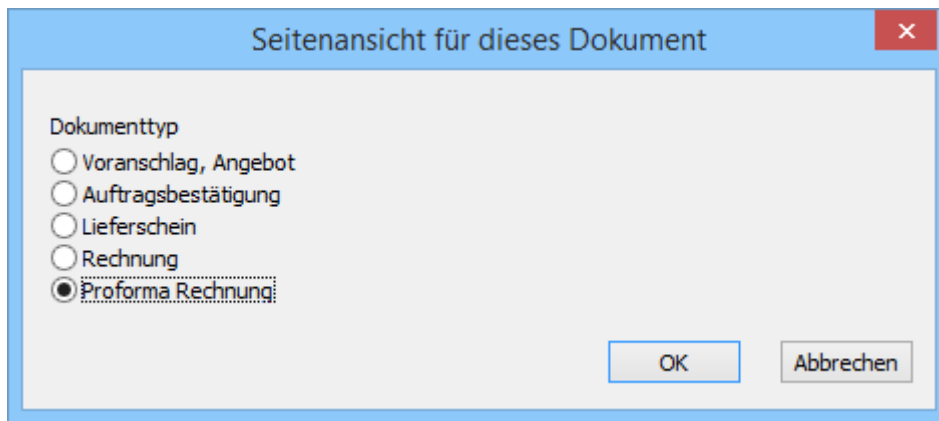 Seitenansicht für dieses Dokument
Dokumenttyp
Voranschlag, Angebot
Auftragsbestätigung
Lieferschein
Rechnung
Proforma Rechnung
OK Abbrechen